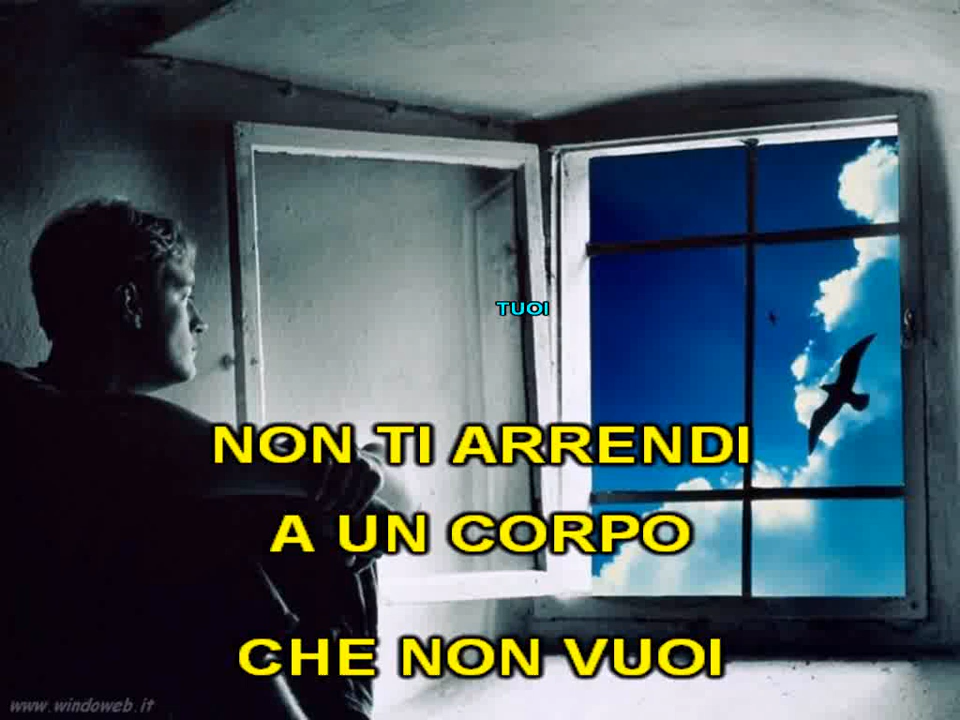 TUOI
NON TI ARRENDI
A UN CORPO
CHE NON VUOI
www.windoweb.it